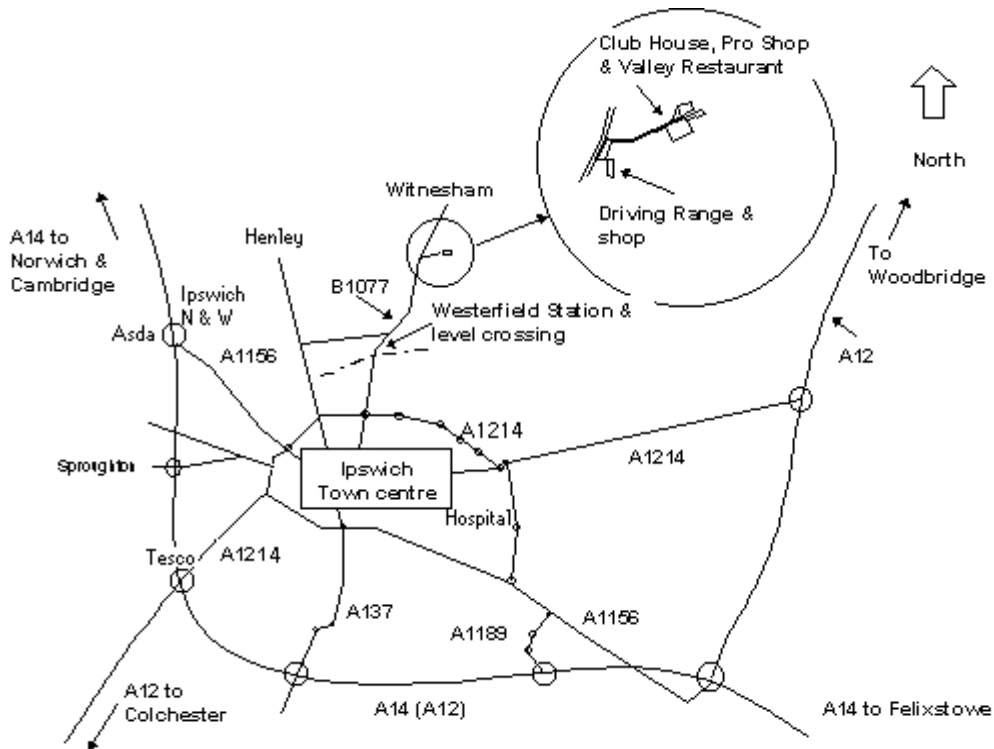 Club House, Pro Shop
& Valley Restaurant
North
Witnesham
Driving Range &
shop
A14 to
Norwich &
Cambridge
Henley
To
Woodbridge
B1077
Ipswich
N & W
Westerfield Station &
level crossing
Asda
A1156
A12
A1214
A1214
Sproughton
Ipswich
Town centre
Hospital
Tesco
A1214
A137
A1189
A1156
A12 to
Colchester
A14 (A12)
A14 to Felixstowe